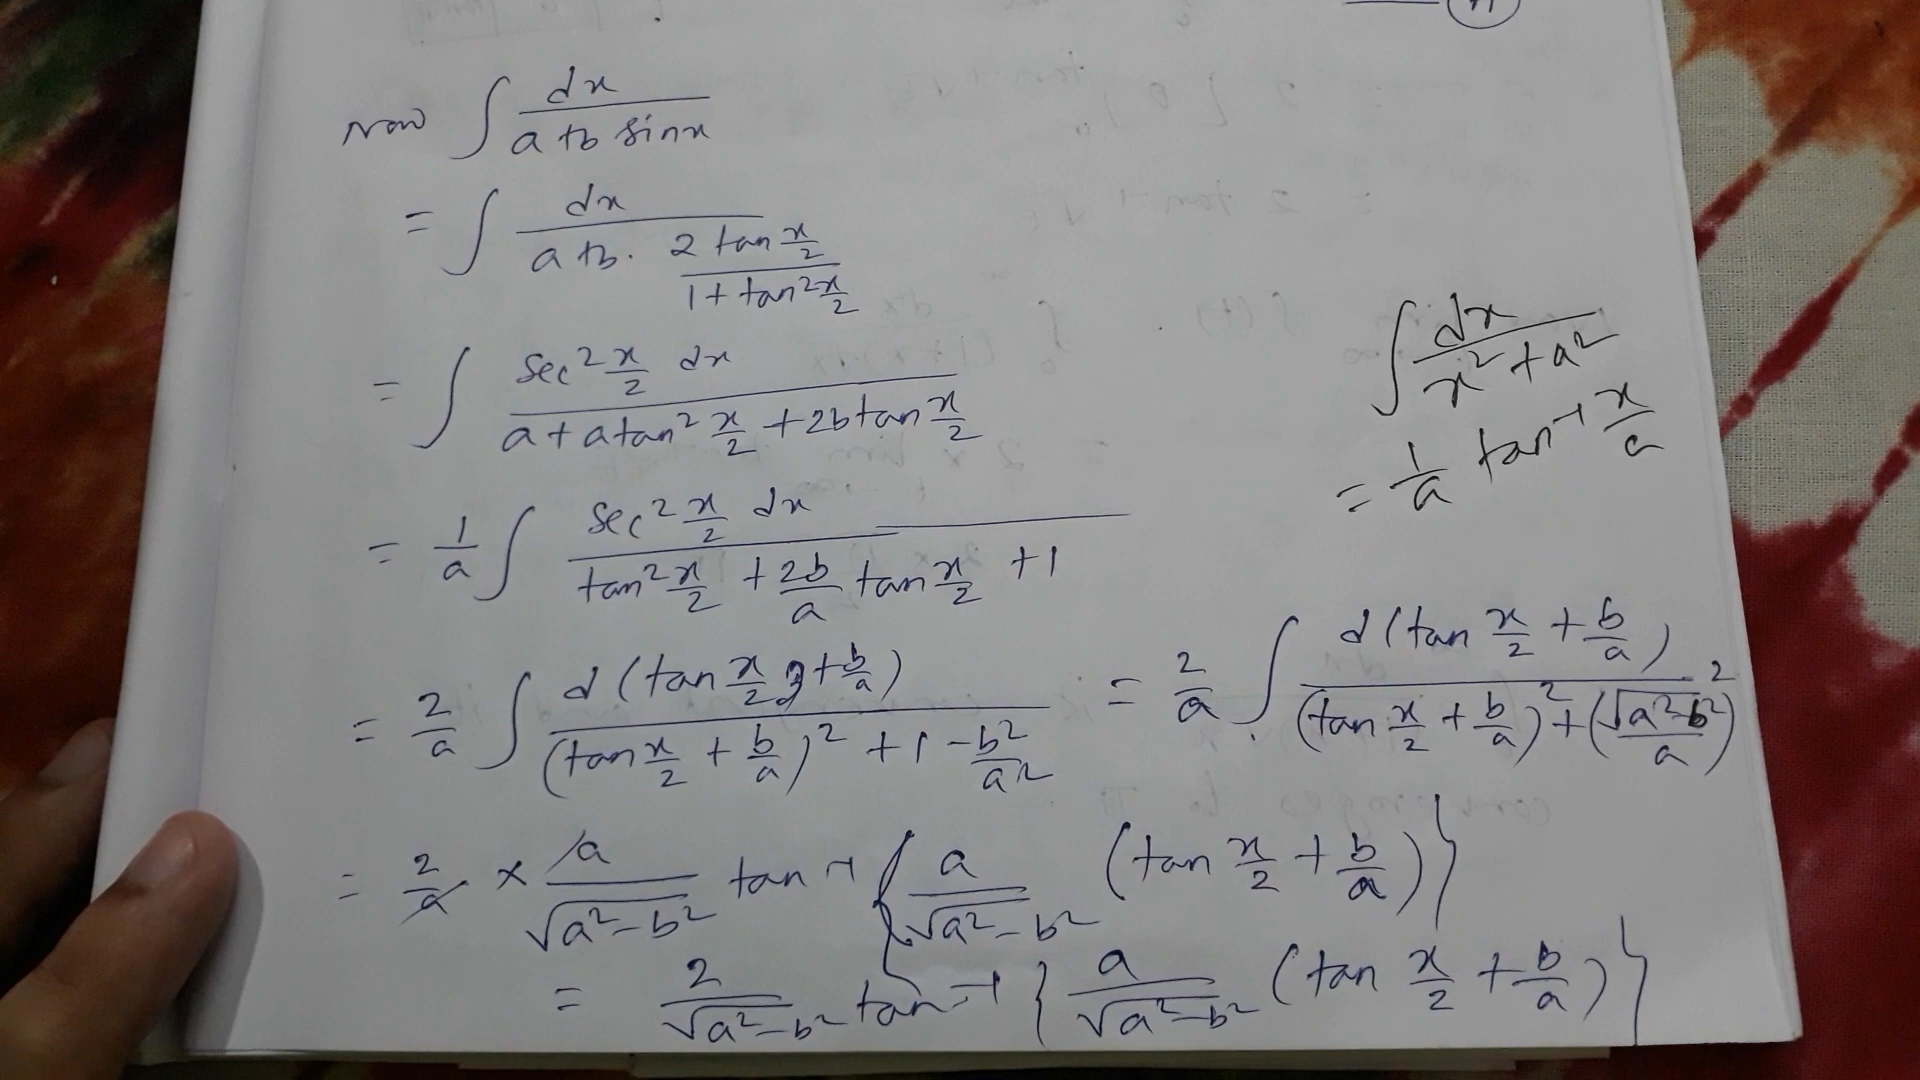 Now ∫ dx / (a + b sin x)
= ∫ dx / (a + b · (2 tan x/2) / (1 + tan² x/2))
= ∫ sec² x/2 dx / (a + a tan² x/2 + 2b tan x/2)
∫ dx / (x² + a²)
= 1/a tan⁻¹ x/a
= 1/a ∫ sec² x/2 dx / (tan² x/2 + 2b/a tan x/2 + 1)
= 2/a ∫ d(tan x/2 + b/a) / ((tan x/2 + b/a)² + 1 - b²/a²) = 2/a ∫ d(tan x/2 + b/a) / ((tan x/2 + b/a)² + (√(a²-b²)/a)²)
= 2/a × a/√(a²-b²) tan⁻¹ { a/√(a²-b²) (tan x/2 + b/a) }
= 2/√(a²-b²) tan⁻¹ { a/√(a²-b²) (tan x/2 + b/a) }